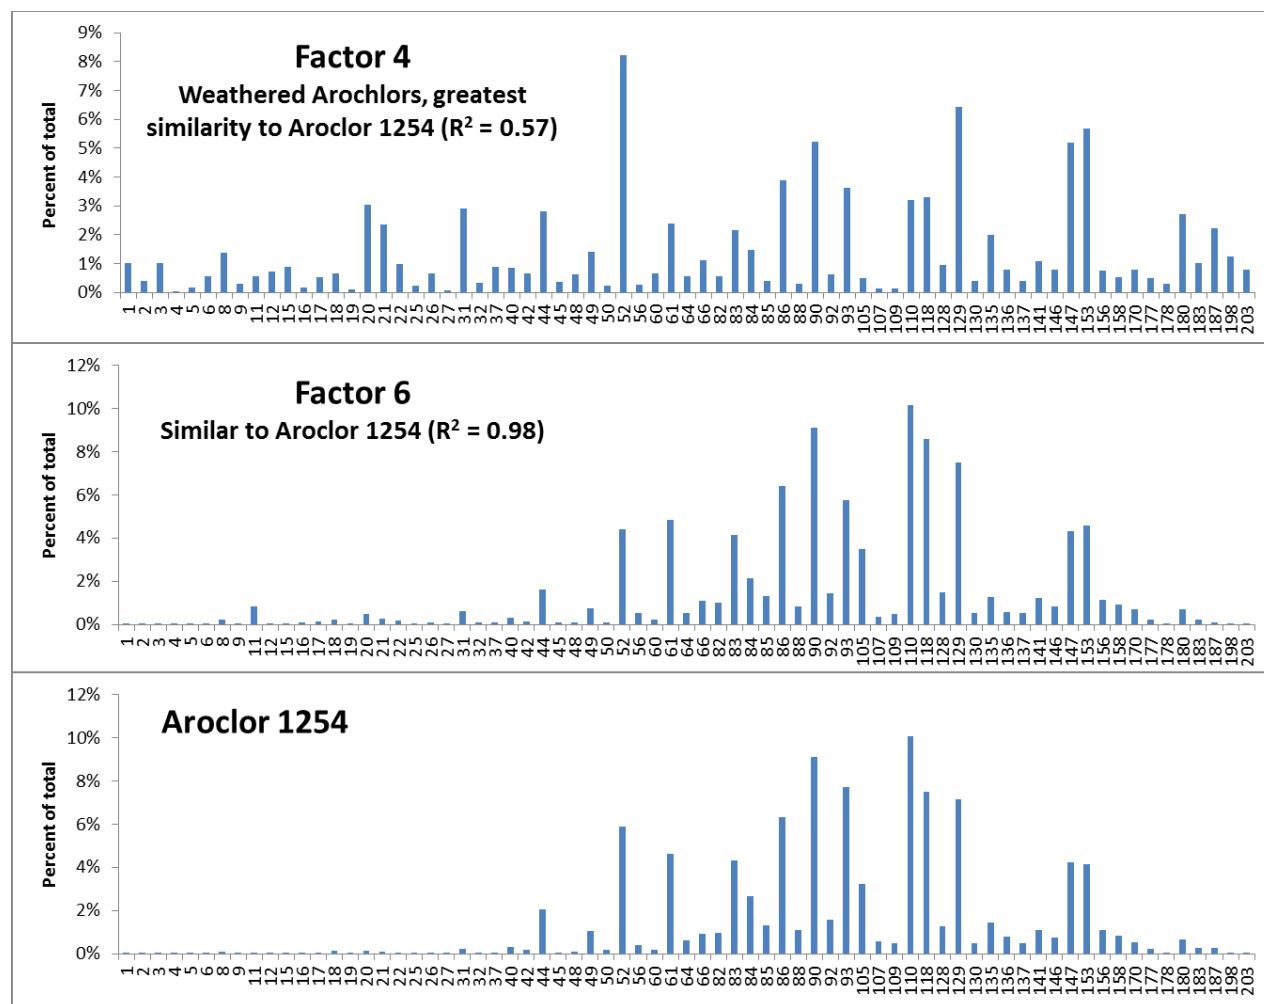 Factor 4
Weathered Arochlors, greatest
similarity to Aroclor 1254 (R² = 0.57)
Percent of total
9%
8%
7%
6%
5%
4%
3%
2%
1%
0%
1 2 3 4 5 6 8 9 11 12 15 16 17 18 19 20 21 22 25 26 27 31 32 37 40 42 44 45 48 49 50 52 56 60 61 64 66 82 83 84 85 86 88 90 92 93 105 107 109 110 118 128 129 130 135 136 137 141 146 147 153 156 158 170 177 178 180 183 187 198 203
Factor 6
Similar to Aroclor 1254 (R² = 0.98)
Percent of total
12%
10%
8%
6%
4%
2%
0%
1 2 3 4 5 6 8 9 11 12 15 16 17 18 19 20 21 22 25 26 27 31 32 37 40 42 44 45 48 49 50 52 56 60 61 64 66 82 83 84 85 86 88 90 92 93 105 107 109 110 118 128 129 130 135 136 137 141 146 147 153 156 158 170 177 178 180 183 187 198 203
Aroclor 1254
Percent of total
12%
10%
8%
6%
4%
2%
0%
1 2 3 4 5 6 8 9 11 12 15 16 17 18 19 20 21 22 25 26 27 31 32 37 40 42 44 45 48 49 50 52 56 60 61 64 66 82 83 84 85 86 88 90 92 93 105 107 109 110 118 128 129 130 135 136 137 141 146 147 153 156 158 170 177 178 180 183 187 198 203